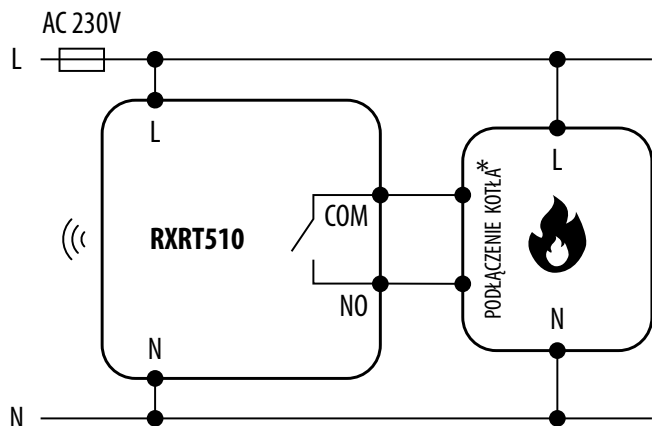 AC 230V
L
L
L
COM
RXRT510
PODŁĄCZENIE KOTŁA*
NO
N
N
N